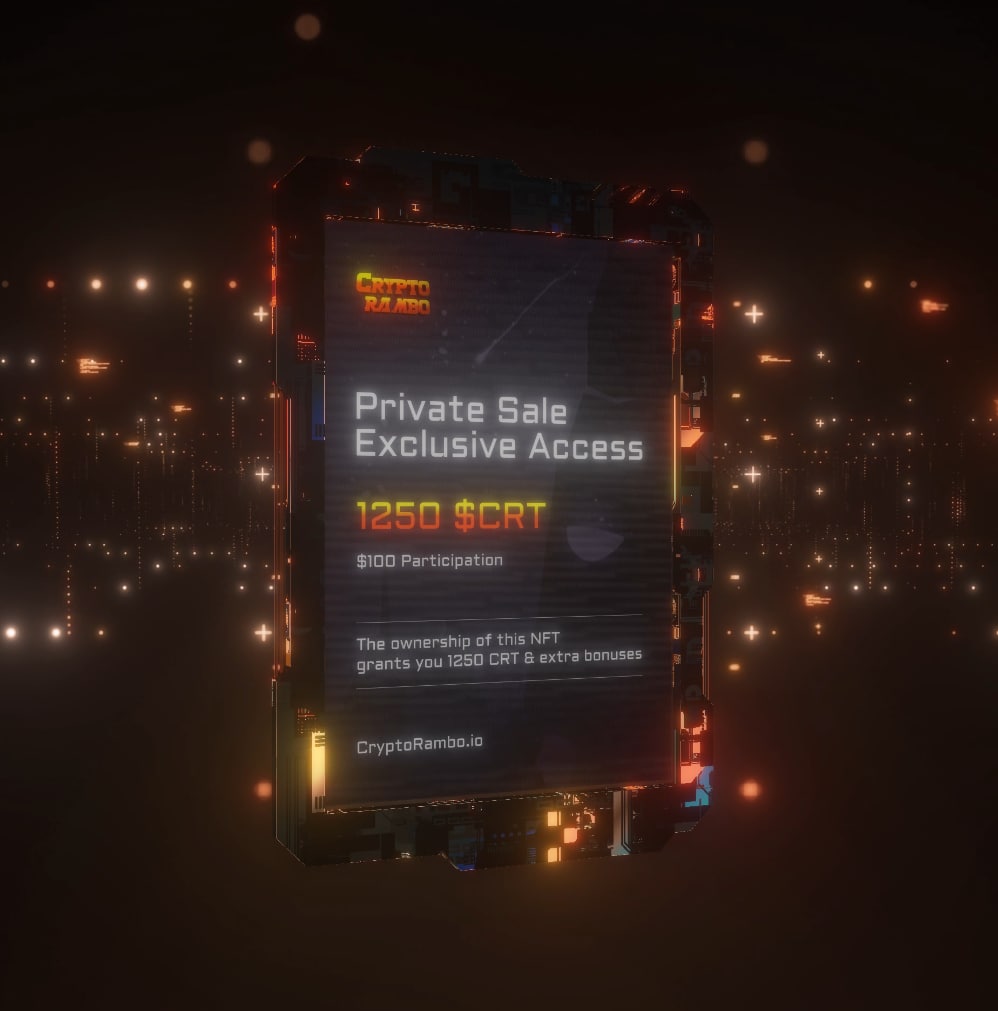 CRYPTO
RAMBO
Private Sale
Exclusive Access
1250 $CRT
$100 Participation
The ownership of this NFT
grants you 1250 CRT & extra bonuses
CryptoRambo.io